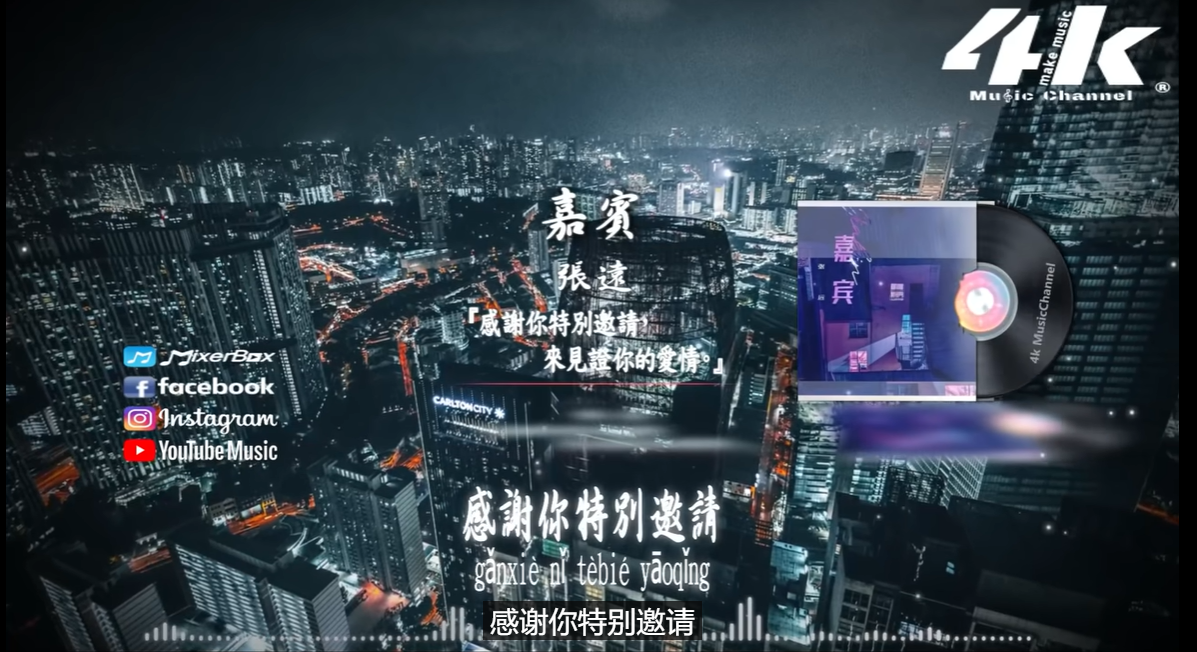 4k
make music
Music Channel
®
嘉賓
張遠
『感謝你特別邀請，
來見證你的愛情。』
嘉
宾
4k MusicChannel
MixerBox
facebook
Instagram
YouTube Music
CARLTON CITY
感謝你特別邀請
gǎnxiè nǐ tèbié yāoqǐng
感谢你特别邀请